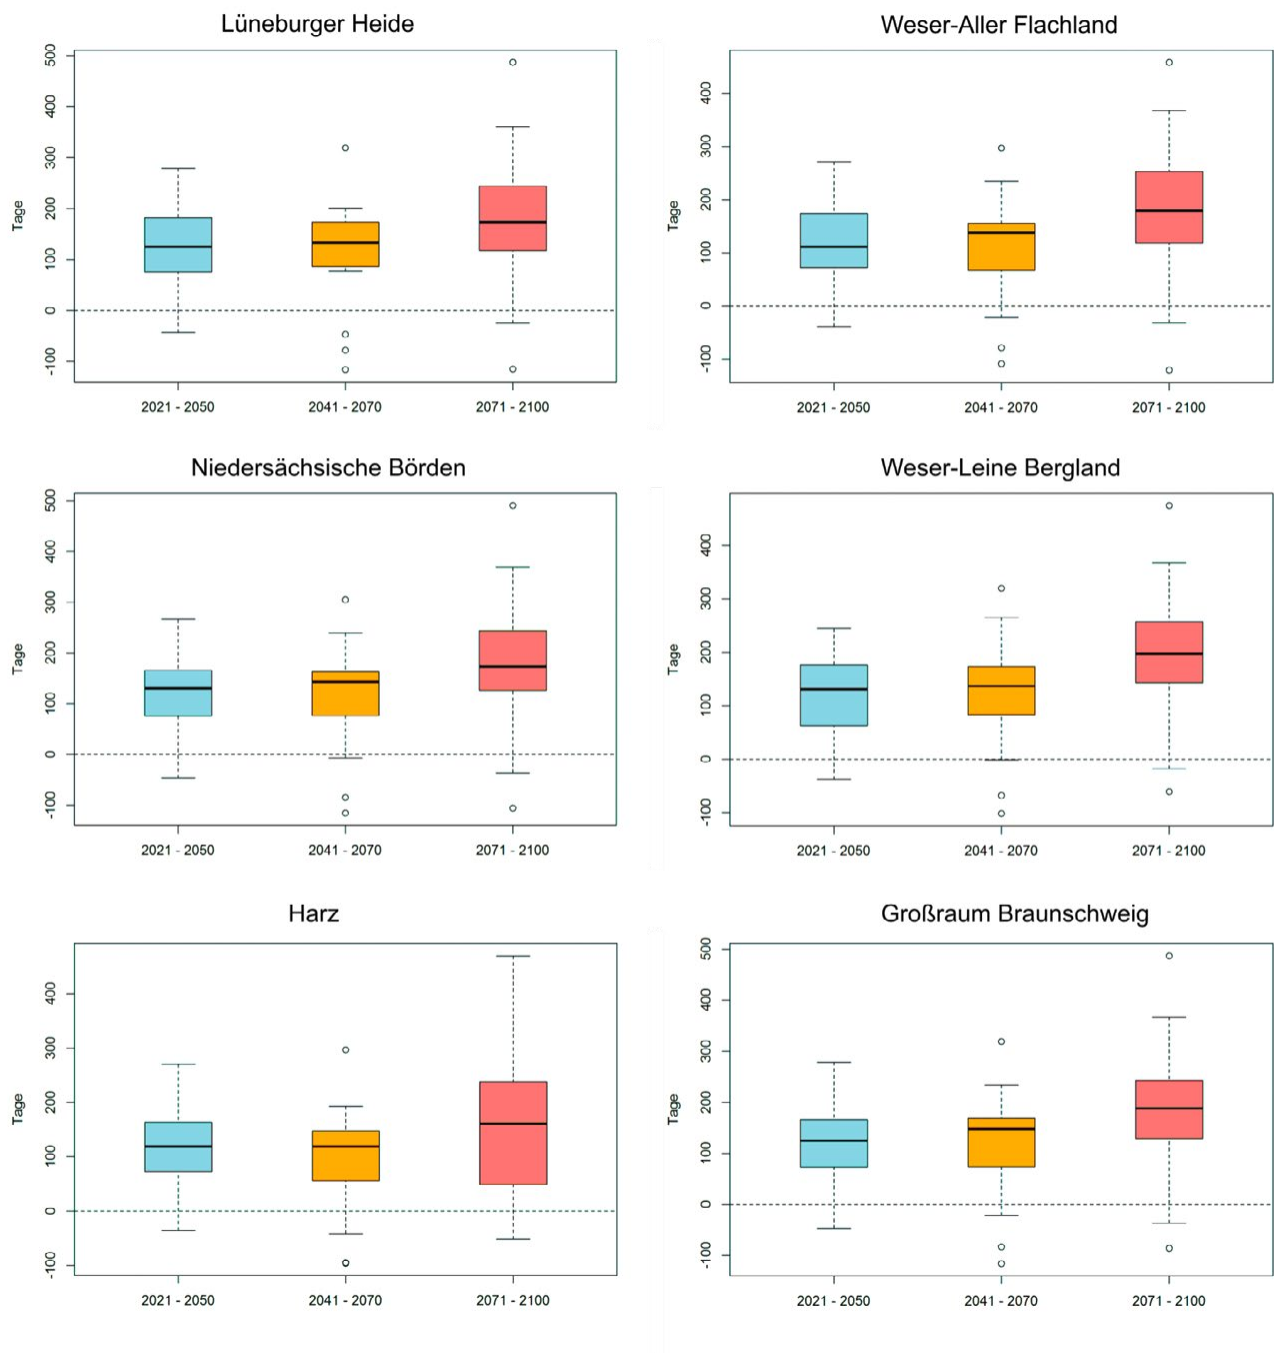 Lüneburger Heide
500
400
300
200
100
0
-100
Tage
2021 - 2050 2041 - 2070 2071 - 2100
Weser-Aller Flachland
400
300
200
100
0
-100
Tage
2021 - 2050 2041 - 2070 2071 - 2100
Niedersächsische Börden
500
400
300
200
100
0
-100
Tage
2021 - 2050 2041 - 2070 2071 - 2100
Weser-Leine Bergland
400
300
200
100
0
-100
Tage
2021 - 2050 2041 - 2070 2071 - 2100
Harz
400
300
200
100
0
-100
Tage
2021 - 2050 2041 - 2070 2071 - 2100
Großraum Braunschweig
500
400
300
200
100
0
-100
Tage
2021 - 2050 2041 - 2070 2071 - 2100